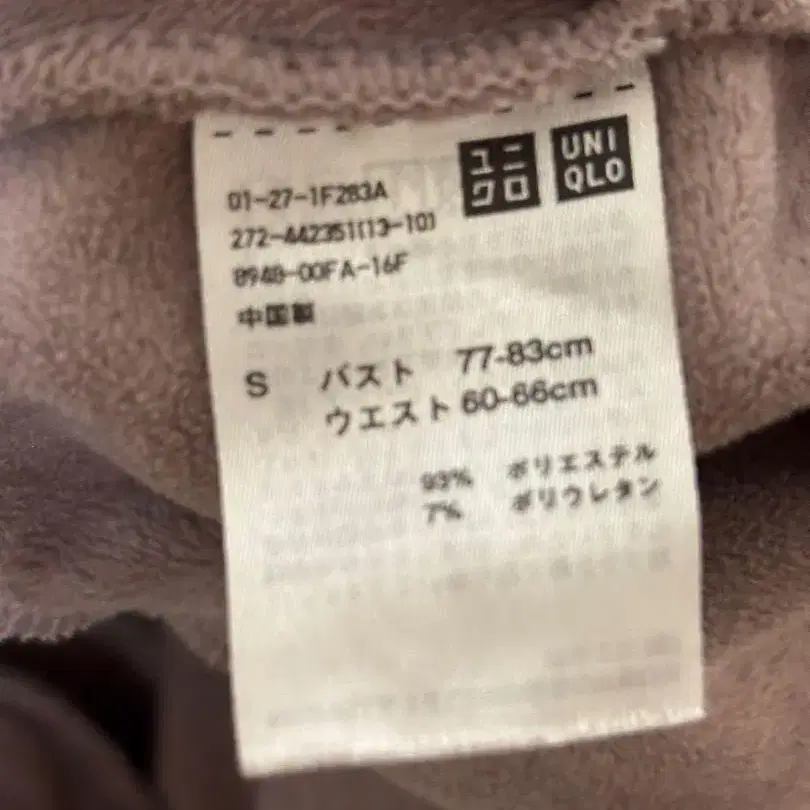 ユニクロ
UNIQLO
01-27-1F283A
272-442351(13-10)
8948-00FA-16F
中国製
S バスト 77-83cm
ウエスト 60-66cm
93% ポリエステル
7% ポリウレタン